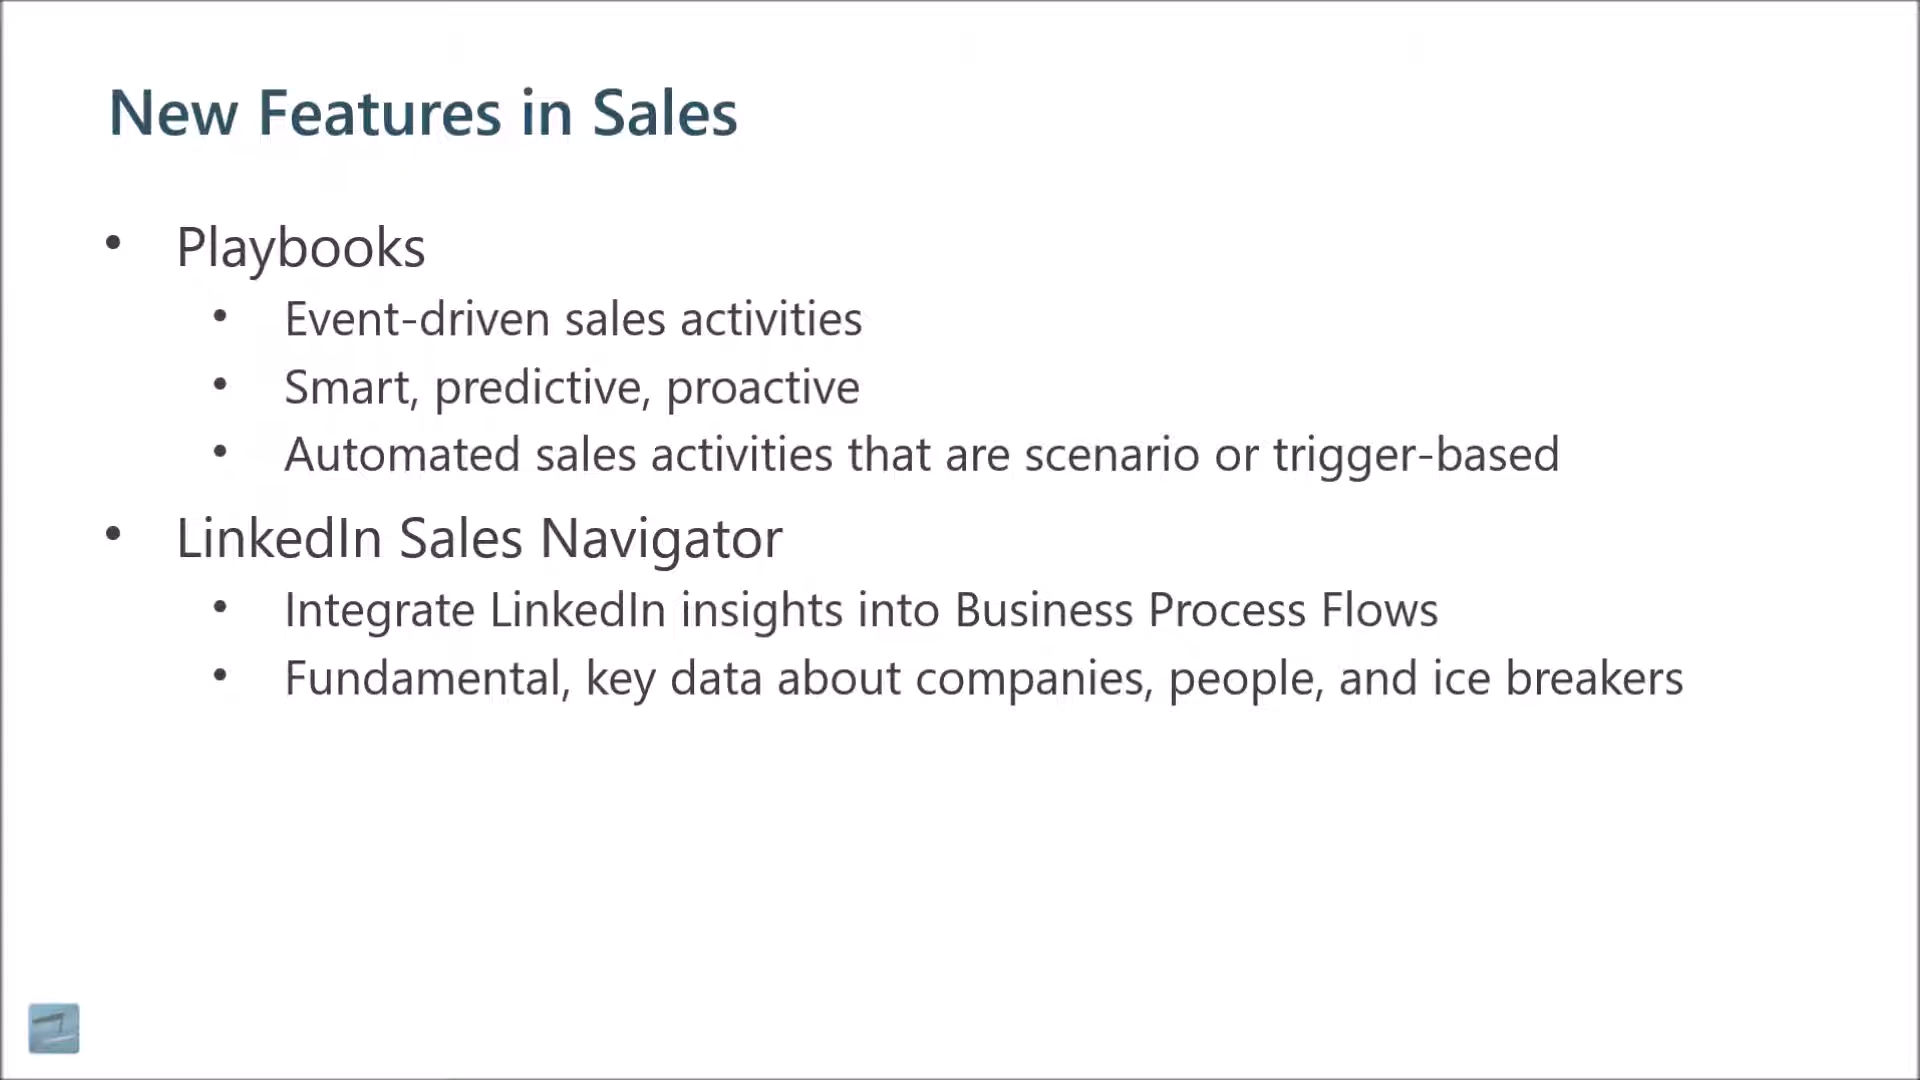 New Features in Sales
• Playbooks
• Event-driven sales activities
• Smart, predictive, proactive
• Automated sales activities that are scenario or trigger-based
• LinkedIn Sales Navigator
• Integrate LinkedIn insights into Business Process Flows
• Fundamental, key data about companies, people, and ice breakers